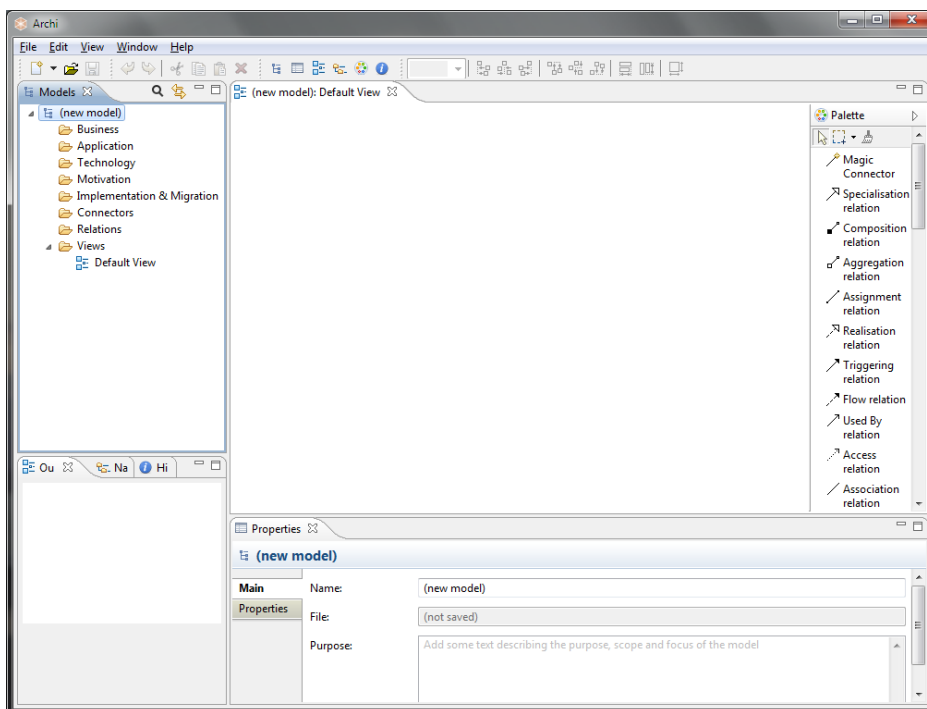 Archi
File Edit View Window Help
Models
(new model)
Business
Application
Technology
Motivation
Implementation & Migration
Connectors
Relations
Views
Default View
(new model): Default View
Palette
Magic
Connector
Specialisation
relation
Composition
relation
Aggregation
relation
Assignment
relation
Realisation
relation
Triggering
relation
Flow relation
Used By
relation
Access
relation
Association
relation
Ou
Na
Hi
Properties
(new model)
Main
Properties
Name:
(new model)
File:
(not saved)
Purpose:
Add some text describing the purpose, scope and focus of the model